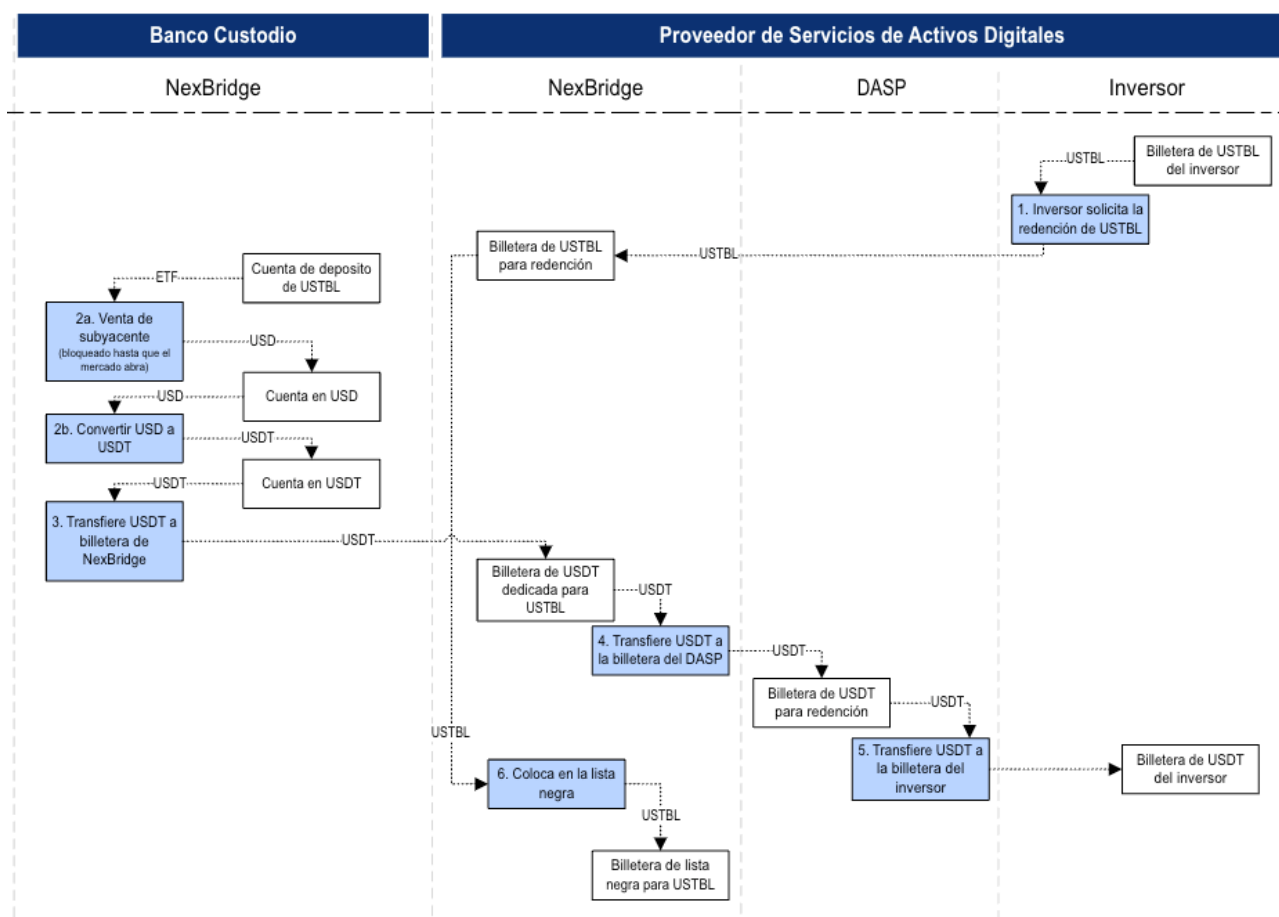 Banco Custodio
Proveedor de Servicios de Activos Digitales
NexBridge
NexBridge
DASP
Inversor
Billetera de USTBL
del inversor
USTBL
1. Inversor solicita la
redención de USTBL
Billetera de USTBL
para redención
USTBL
Cuenta de deposito
de USTBL
ETF
2a. Venta de
subyacente
(bloqueado hasta que el
mercado abra)
USD
Cuenta en USD
USD
2b. Convertir USD a
USDT
USDT
Cuenta en USDT
USDT
3. Transfiere USDT a
billetera de
NexBridge
USDT
Billetera de USDT
dedicada para
USTBL
USDT
4. Transfiere USDT a
la billetera del DASP
USDT
Billetera de USDT
para redención
USDT
5. Transfiere USDT a
la billetera del
inversor
Billetera de USDT
del inversor
USTBL
6. Coloca en la lista
negra
USTBL
Billetera de lista
negra para USTBL